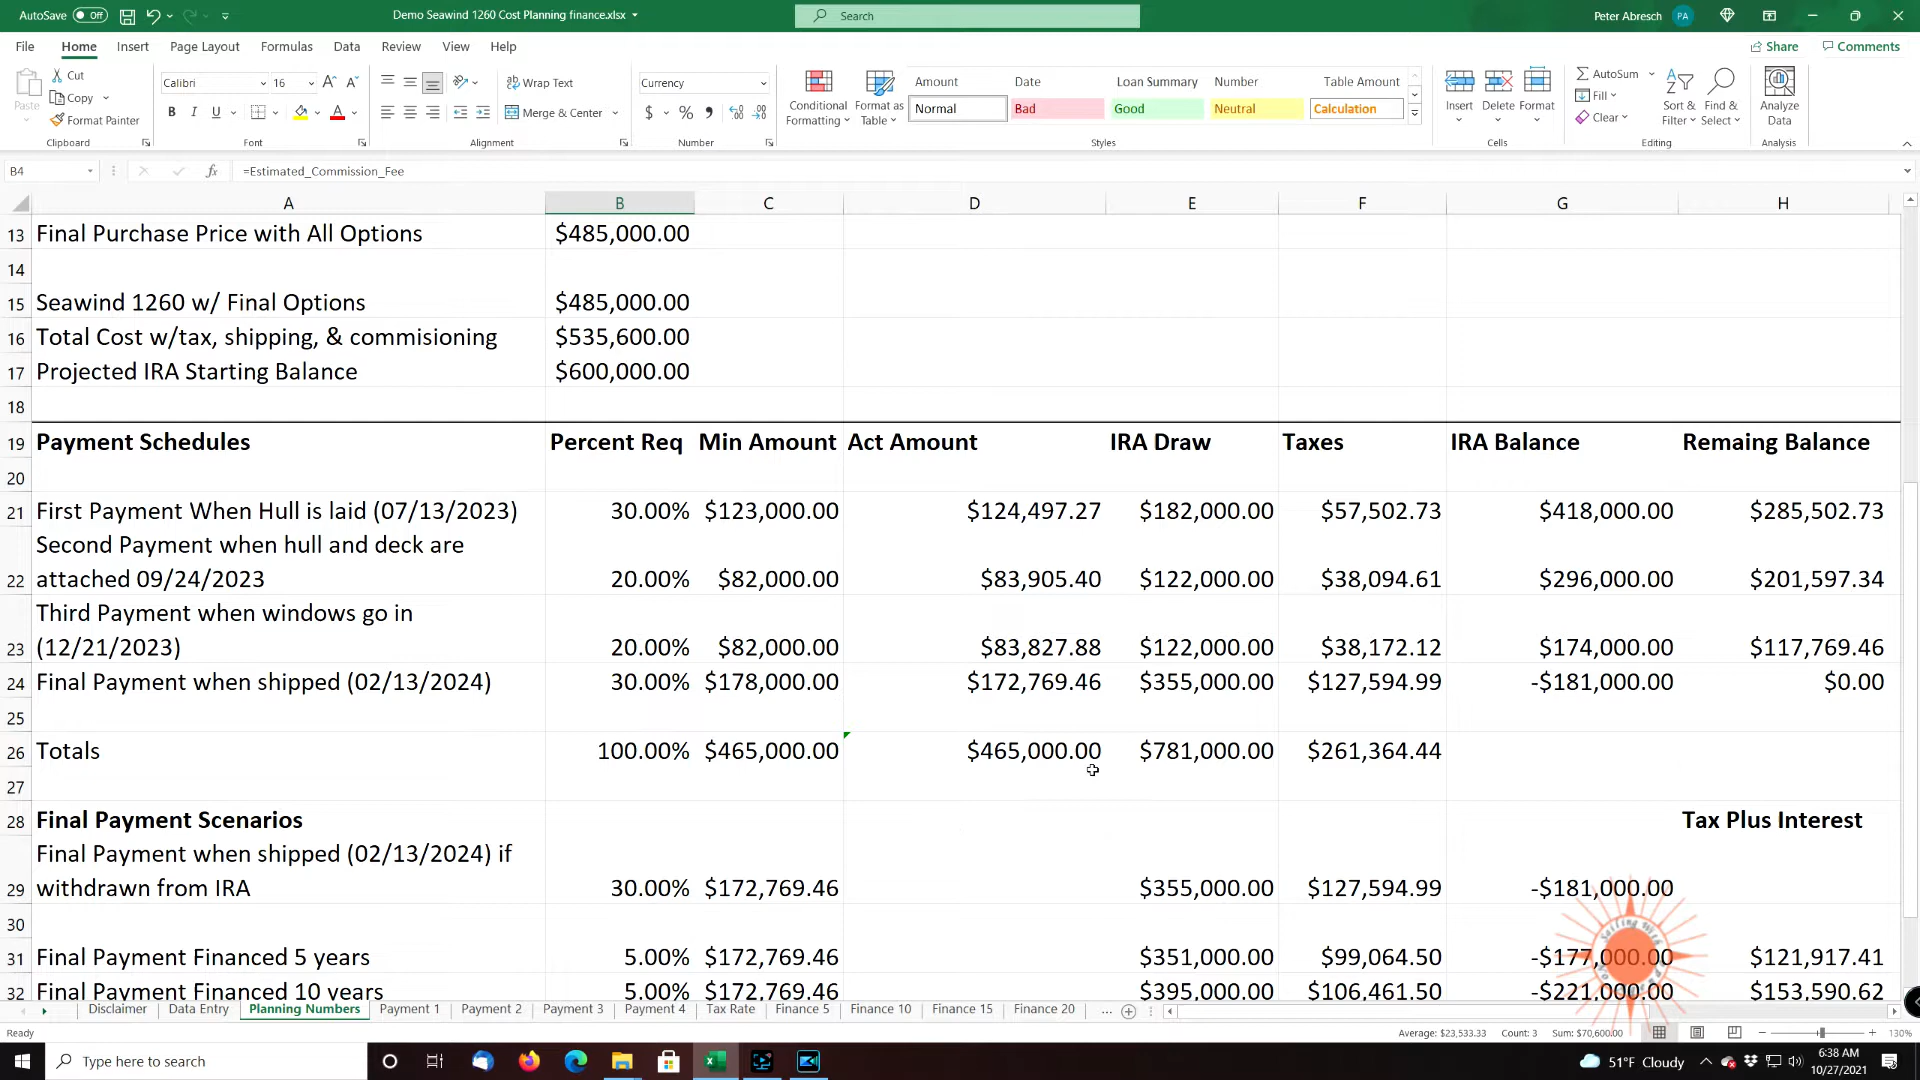 AutoSave Off Demo Seawind 1260 Cost Planning finance.xlsx Search Peter Abresch PA
File Home Insert Page Layout Formulas Data Review View Help Share Comments
Paste Cut Copy Format Painter Calibri 16 Wrap Text Merge & Center Currency Conditional Formatting Format as Table Amount Date Loan Summary Number Table Amount
Normal Bad Good Neutral Calculation Insert Delete Format AutoSum Fill Clear Sort & Filter Find & Select Analyze Data
Clipboard Font Alignment Number Styles Cells Editing Analysis
B4 fx =Estimated_Commission_Fee
A B C D E F G H
13 Final Purchase Price with All Options $485,000.00
14
15 Seawind 1260 w/ Final Options $485,000.00
16 Total Cost w/tax, shipping, & commisioning $535,600.00
17 Projected IRA Starting Balance $600,000.00
18
19 Payment Schedules Percent Req Min Amount Act Amount IRA Draw Taxes IRA Balance Remaing Balance
20
21 First Payment When Hull is laid (07/13/2023) 30.00% $123,000.00 $124,497.27 $182,000.00 $57,502.73 $418,000.00 $285,502.73
Second Payment when hull and deck are
22 attached 09/24/2023 20.00% $82,000.00 $83,905.40 $122,000.00 $38,094.61 $296,000.00 $201,597.34
Third Payment when windows go in
23 (12/21/2023) 20.00% $82,000.00 $83,827.88 $122,000.00 $38,172.12 $174,000.00 $117,769.46
24 Final Payment when shipped (02/13/2024) 30.00% $178,000.00 $172,769.46 $355,000.00 $127,594.99 -$181,000.00 $0.00
25
26 Totals 100.00% $465,000.00 $465,000.00 $781,000.00 $261,364.44
27
28 Final Payment Scenarios Tax Plus Interest
Final Payment when shipped (02/13/2024) if
29 withdrawn from IRA 30.00% $172,769.46 $355,000.00 $127,594.99 -$181,000.00
30
31 Final Payment Financed 5 years 5.00% $172,769.46 $351,000.00 $99,064.50 -$177,000.00 $121,917.41
32 Final Payment Financed 10 years 5.00% $172,769.46 $395,000.00 $106,461.50 -$221,000.00 $153,590.62
Disclaimer Data Entry Planning Numbers Payment 1 Payment 2 Payment 3 Payment 4 Tax Rate Finance 5 Finance 10 Finance 15 Finance 20 ...
Ready Average: $23,533.33 Count: 3 Sum: $70,600.00 130%
Type here to search 51°F Cloudy 6:38 AM
10/27/2021